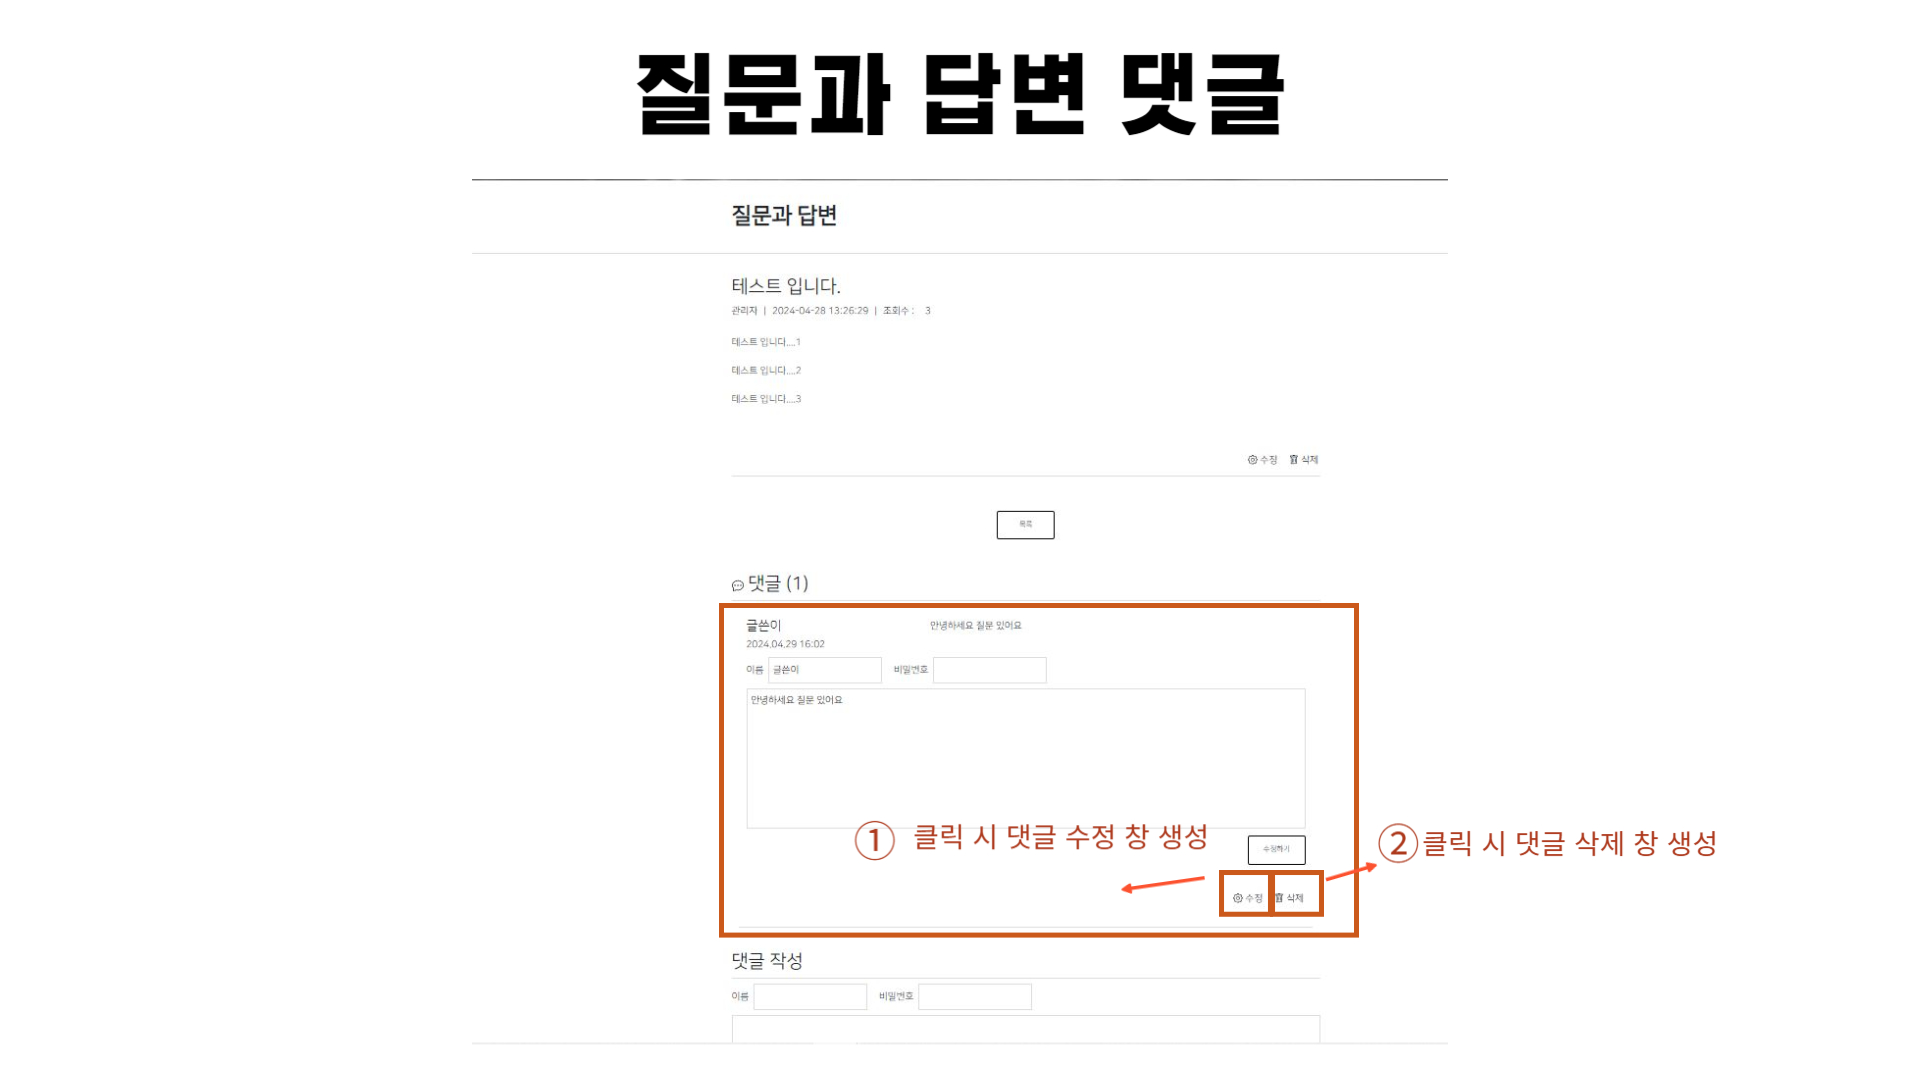 질문과 답변 댓글
질문과 답변
테스트 입니다.
관리자 | 2024-04-28 13:26:29 | 조회수 : 3
테스트 입니다....1
테스트 입니다....2
테스트 입니다....3
수정 삭제
목록
댓글 (1)
글쓴이 안녕하세요 질문 있어요
2024.04.29 16:02
이름 글쓴이 비밀번호
안녕하세요 질문 있어요
① 클릭 시 댓글 수정 창 생성
수정하기
② 클릭 시 댓글 삭제 창 생성
수정 삭제
댓글 작성
이름 비밀번호